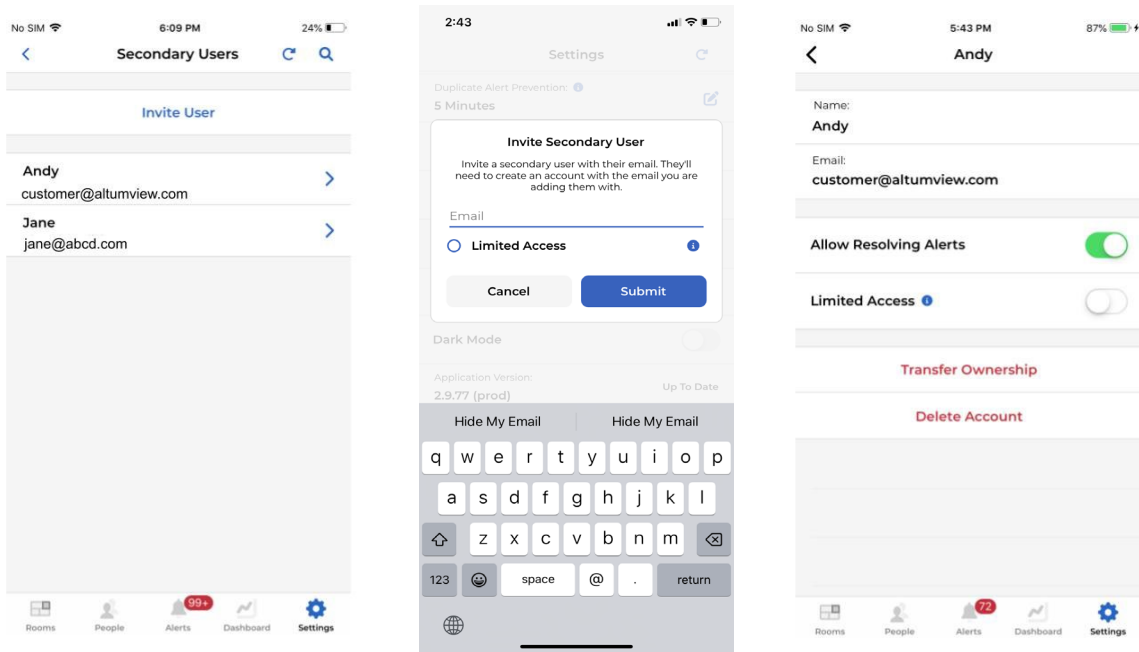 No SIM 6:09 PM 24%
Secondary Users
Invite User
Andy
customer@altumview.com
Jane
jane@abcd.com
99+
Rooms People Alerts Dashboard Settings
2:43
Settings
Duplicate Alert Prevention:
5 Minutes
Invite Secondary User
Invite a secondary user with their email. They'll
need to create an account with the email you are
adding them with.
Email
Limited Access
Cancel Submit
Dark Mode
Application Version:
2.9.77 (prod) Up To Date
Hide My Email Hide My Email
q w e r t y u i o p
a s d f g h j k l
z x c v b n m
123 space @ . return
No SIM 5:43 PM 87%
Andy
Name:
Andy
Email:
customer@altumview.com
Allow Resolving Alerts
Limited Access
Transfer Ownership
Delete Account
72
Rooms People Alerts Dashboard Settings